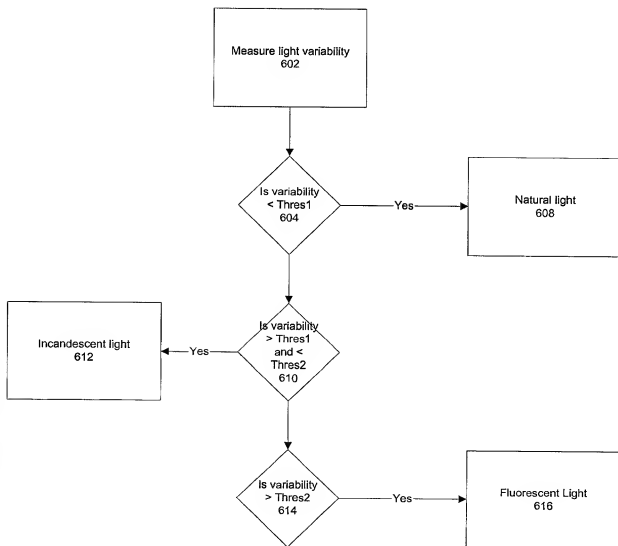 Measure light variability
602
Is variability
< Thres1
604
Yes
Natural light
608
Is variability
> Thres1
and <
Thres2
610
Yes
Incandescent light
612
Is variability
> Thres2
614
Yes
Fluorescent Light
616